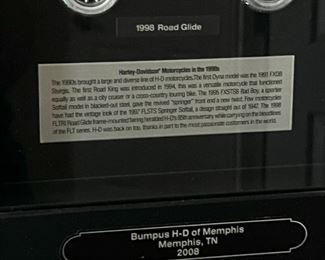 1998 Road Glide
Harley-Davidson® Motorcycles in the 1990s
The 1990s brought a large and diverse line of H-D motorcycles.The first Dyna model was the 1991 FXDB
Sturgis. The first Road King was introduced in 1994, this was a versatile motorcycle that functioned
equally as well as a city cruiser or a cross-country touring bike. The 1995 FXSTSB Bad Boy, a sporter
Softail model in blacked-out steel, gave the revised "springer" front end a new twist. Few motorcycles
have had the vintage look of the 1997 FLSTS Springer Softail, a design straight out of 1947. The 1998
FLTRI Road Glide frame-mounted fairing heralded H-D's 95th anniversary while carrying on the bloodlines
of the FLT series. H-D was back on top, thanks in part to the most passionate customers in the world.
Bumpus H-D of Memphis
Memphis, TN
2008